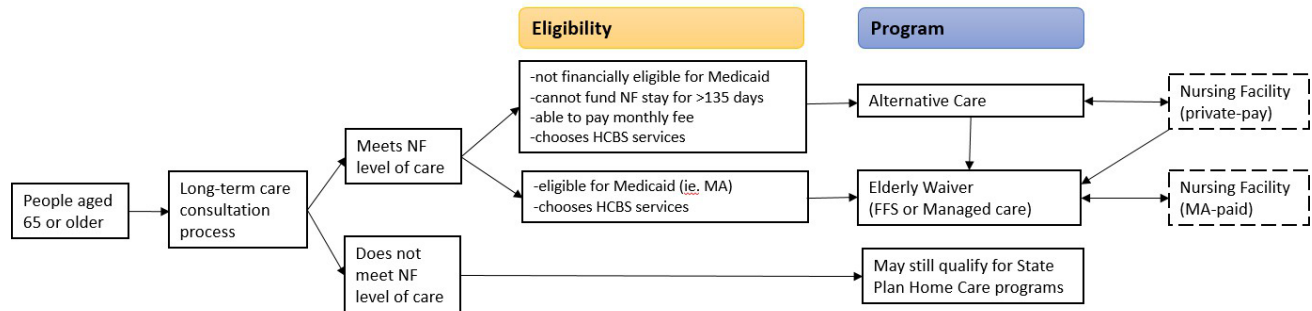 Eligibility
Program
People aged
65 or older
Long-term care
consultation
process
Meets NF
level of care
Does not
meet NF
level of care
-not financially eligible for Medicaid
-cannot fund NF stay for >135 days
-able to pay monthly fee
-chooses HCBS services
-eligible for Medicaid (ie. MA)
-chooses HCBS services
Alternative Care
Elderly Waiver
(FFS or Managed care)
May still qualify for State
Plan Home Care programs
Nursing Facility
(private-pay)
Nursing Facility
(MA-paid)